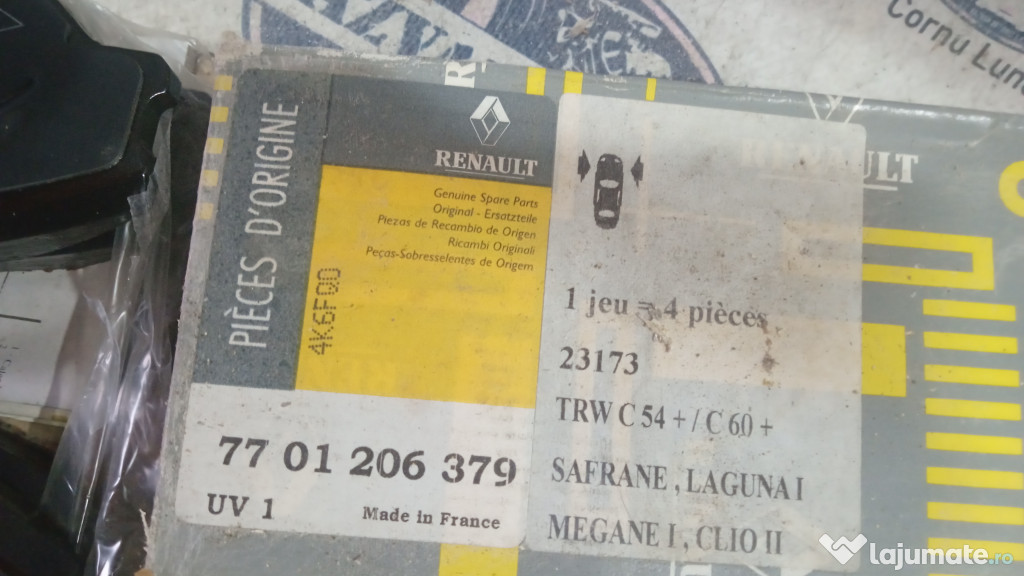 Cornu Lun
PIÈCES D'ORIGINE
RENAULT
Genuine Spare Parts
Original - Ersatzteile
Piezas de Recambio de Origen
Ricambi Originali
Peças-Sobresselentes de Origem
4K6F00
77 01 206 379
UV 1
Made in France
1 jeu = 4 pièces
23173
TRW C 54 + / C 60 +
SAFRANE , LAGUNA I
MEGANE I , CLIO II
RENAULT
lajumate.ro